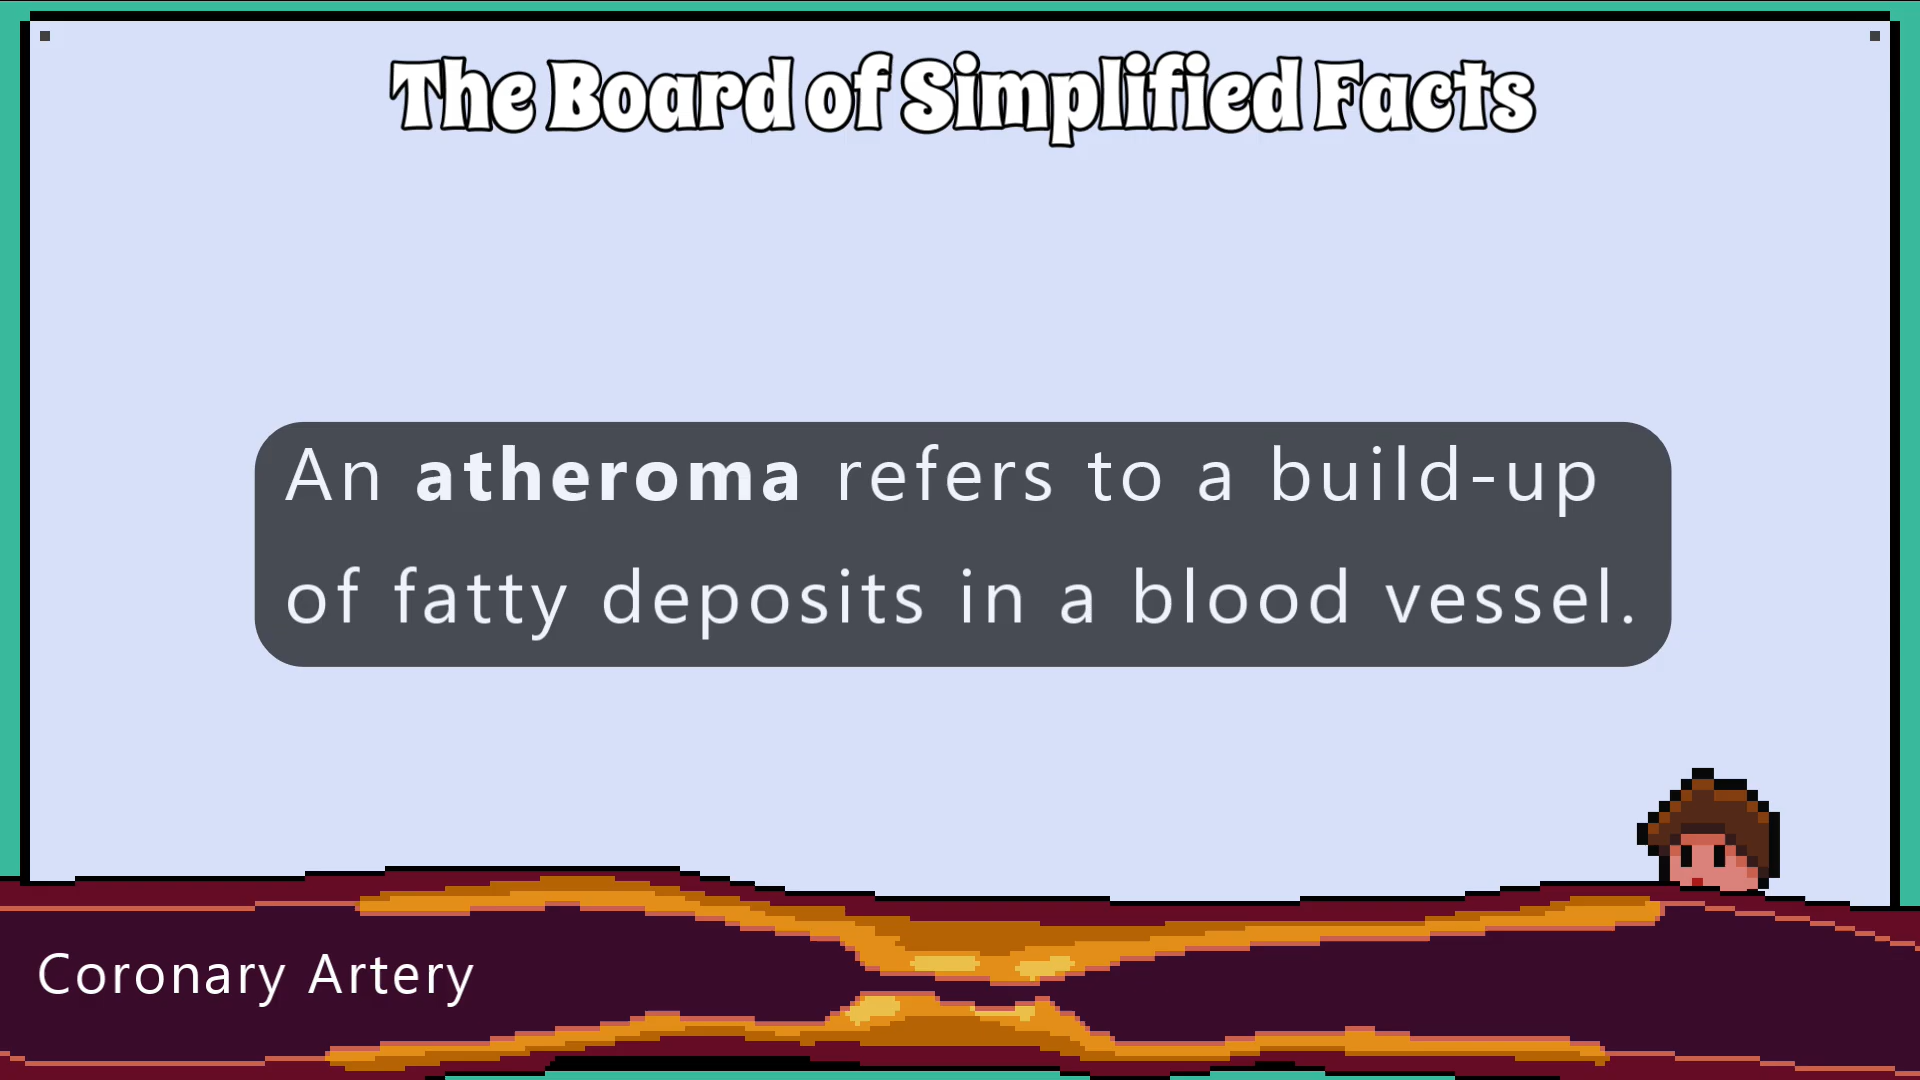 The Board of Simplified Facts
An atheroma refers to a build-up
of fatty deposits in a blood vessel.
Coronary Artery